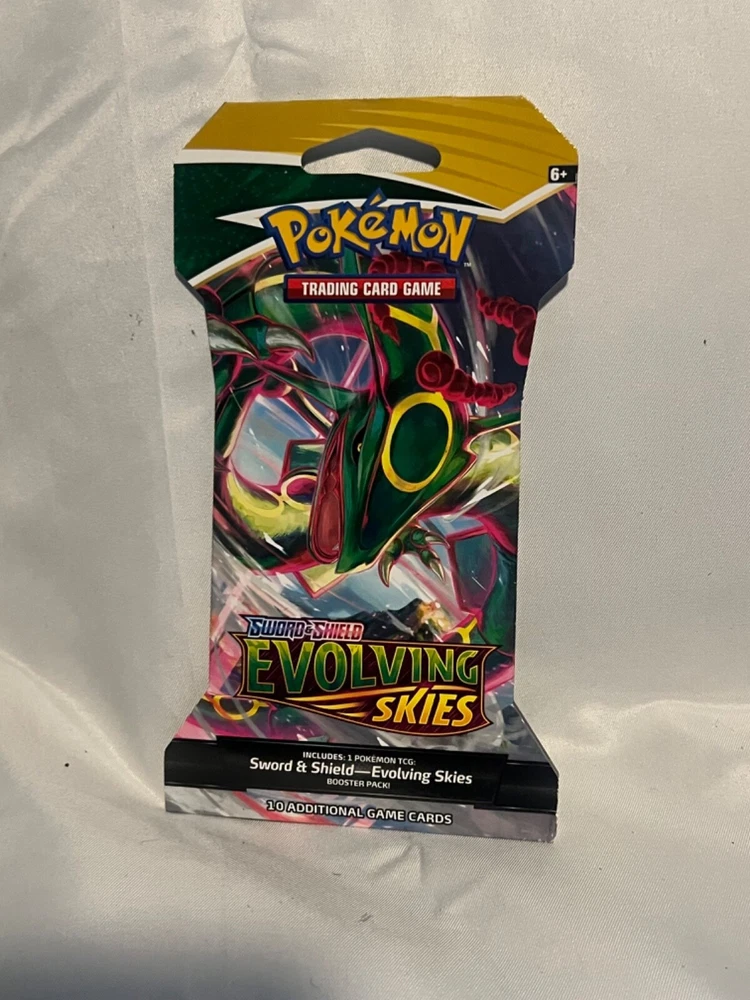 6+
POKéMON
TM
TRADING CARD GAME
SWORD & SHIELD
EVOLVING
SKIES
INCLUDES: 1 POKÉMON TCG:
Sword & Shield—Evolving Skies
BOOSTER PACK!
10 ADDITIONAL GAME CARDS